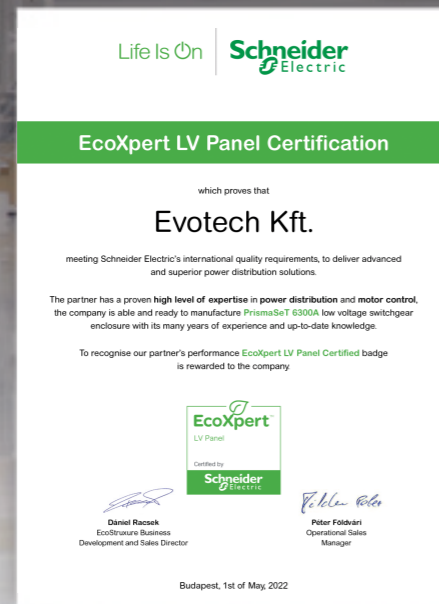 Life Is On
Schneider
Electric
EcoXpert LV Panel Certification
which proves that
Evotech Kft.
meeting Schneider Electric's international quality requirements, to deliver advanced
and superior power distribution solutions.
The partner has a proven high level of expertise in power distribution and motor control,
the company is able and ready to manufacture PrismaSeT 6300A low voltage switchgear
enclosure with its many years of experience and up-to-date knowledge.
To recognise our partner's performance EcoXpert LV Panel Certified badge
is rewarded to the company.
EcoXpert™
LV Panel
Certified by
Schneider
Electric
Dániel Racsek
EcoStruxure Business
Development and Sales Director
Péter Földvári
Operational Sales
Manager
Budapest, 1st of May, 2022